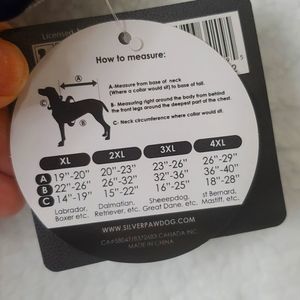 Licensed
How to measure:
A-Measure from base of neck
(Where a collar would sit) to base of tail.
B- Measuring right around the body from behind
the front legs around the deepest part of the chest.
C- Neck circumference where collar would sit.
XL 2XL 3XL 4XL
A 19"-20" 20"-23" 23"-26" 26"-29"
B 22"-26" 26"-32" 32"-36" 36"-40"
C 14"-19" 15"-22" 16"-25" 18"-28"
Labrador, Dalmatian, Sheeepdog, St Bernard,
Boxer etc. Retriever, etc. Great Dane, etc. Mastiff, etc.
WWW.SILVERPAWDOG.COM
MADE IN CHINA